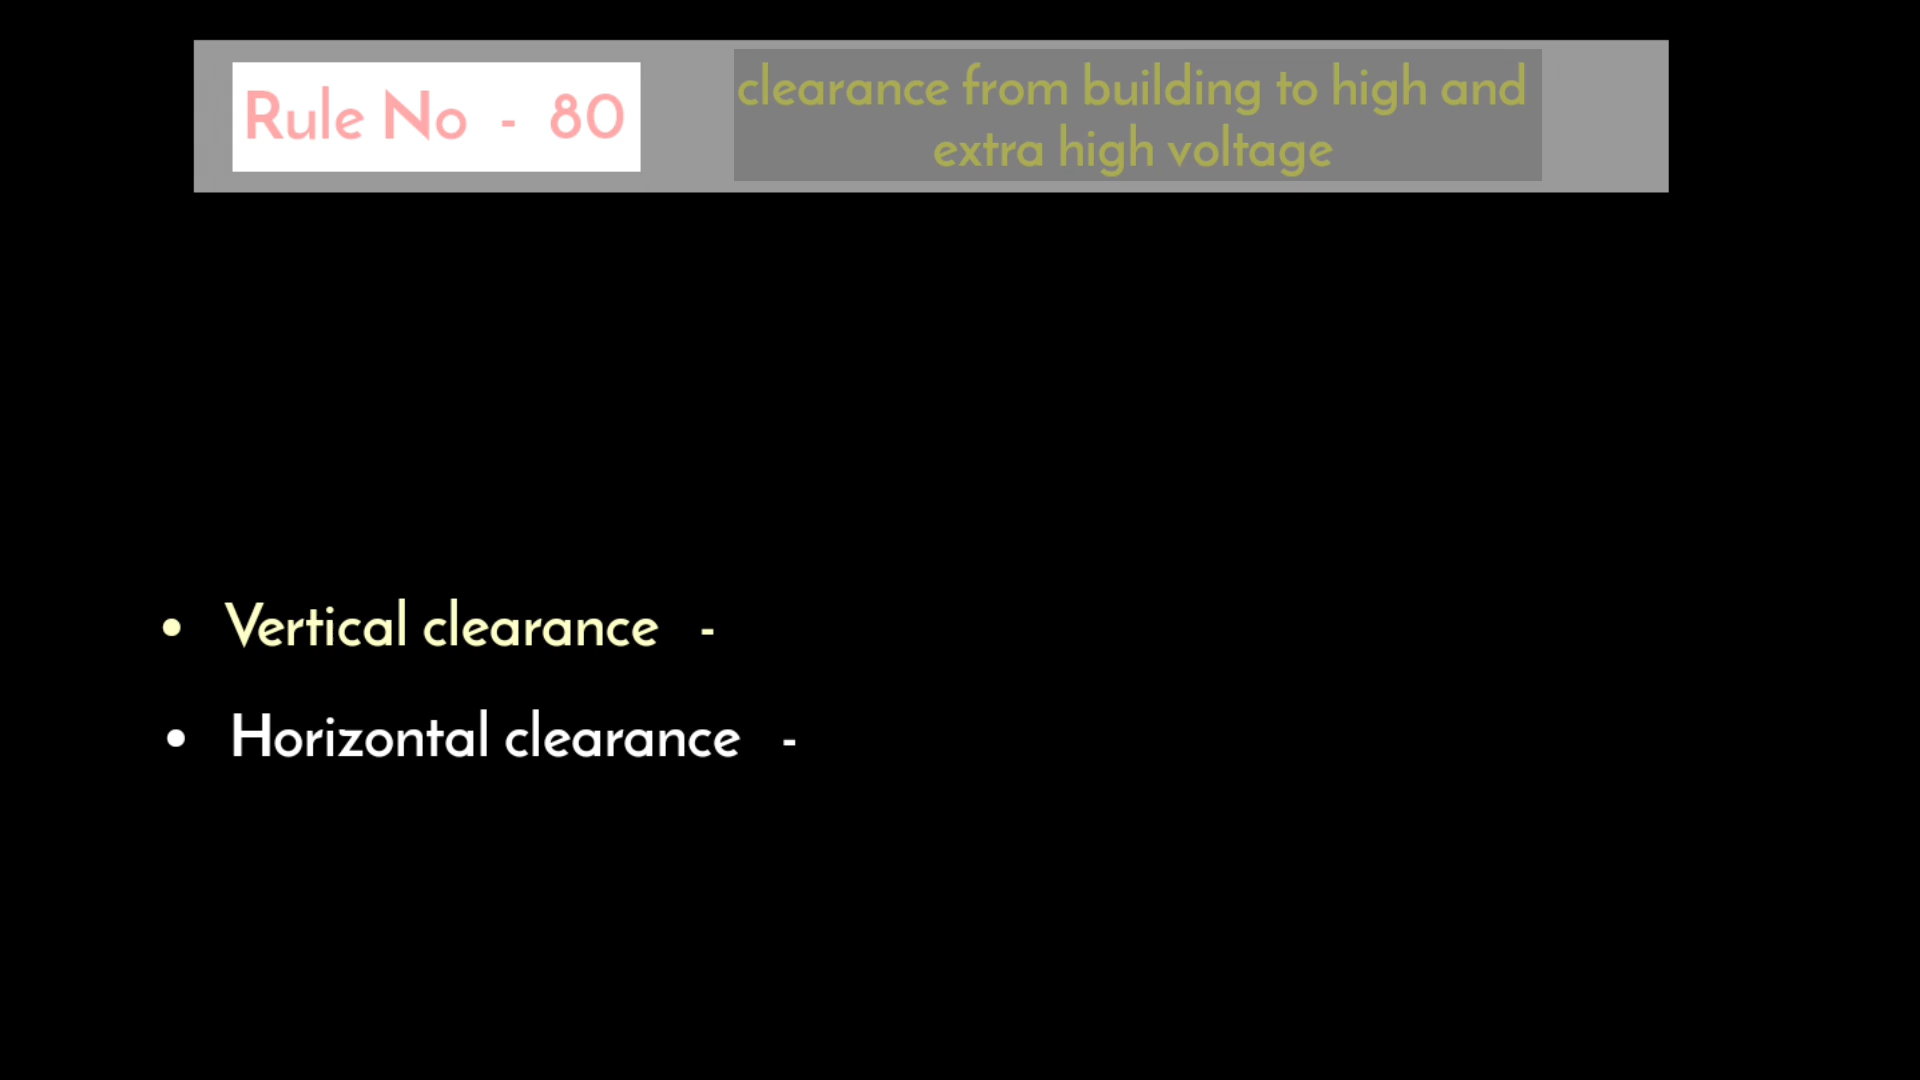 Rule No - 80
clearance from building to high and
extra high voltage
• Vertical clearance -
• Horizontal clearance -